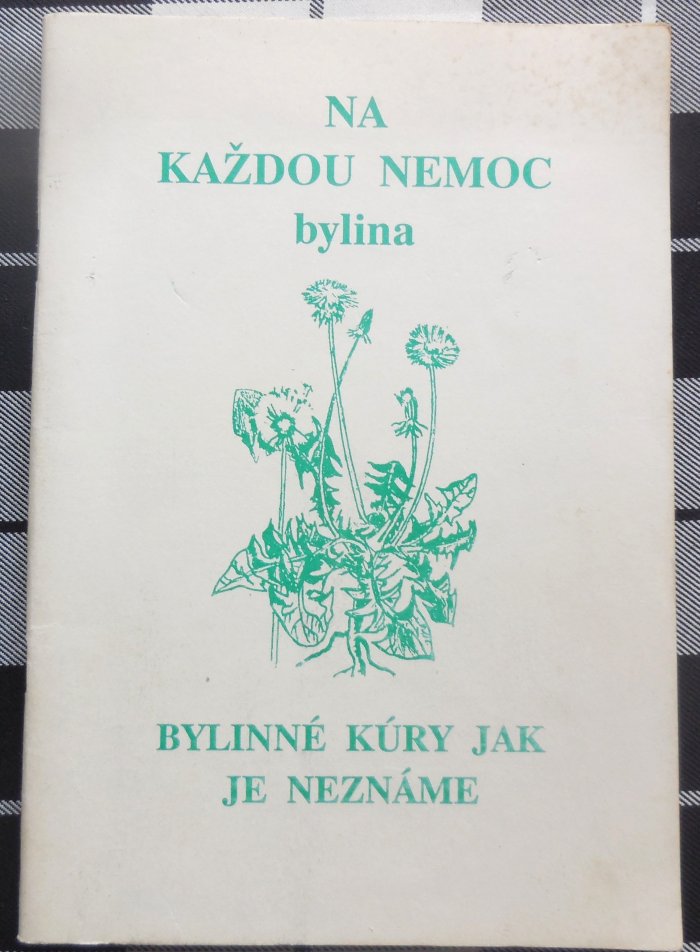 NA
KAŽDOU NEMOC
bylina
BYLINNÉ KÚRY JAK
JE NEZNÁME